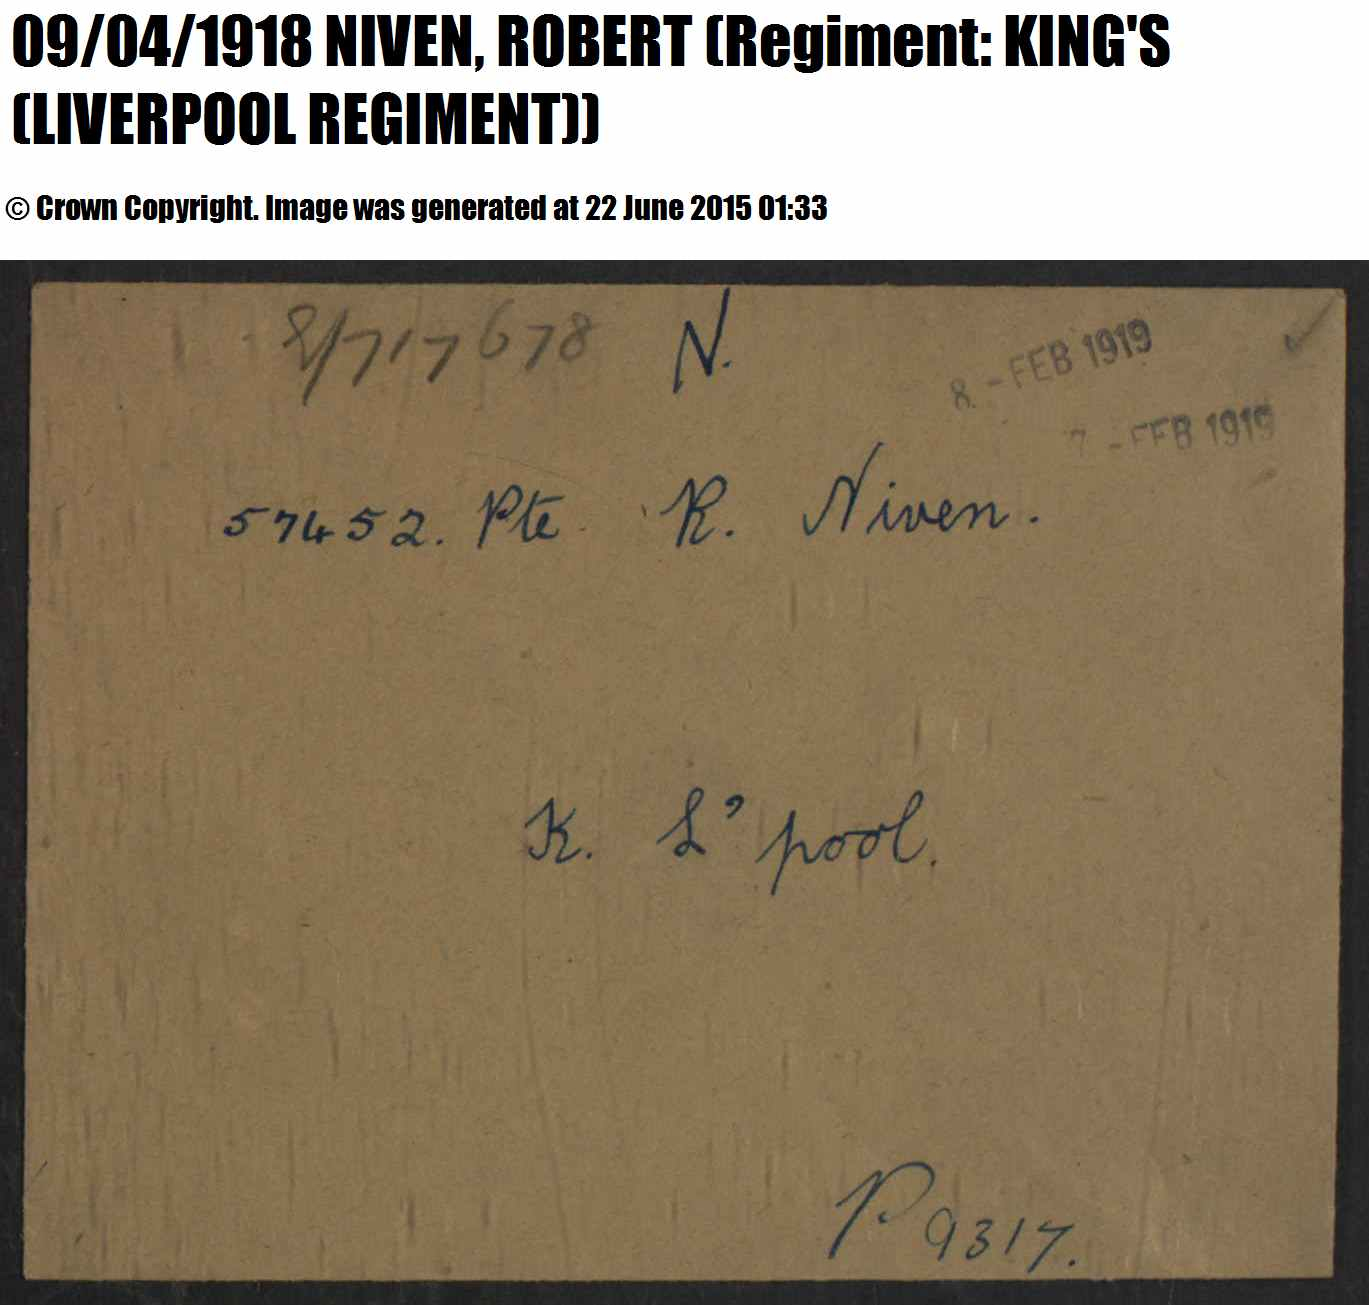 09/04/1918 NIVEN, ROBERT (Regiment: KING'S
(LIVERPOOL REGIMENT))
© Crown Copyright. Image was generated at 22 June 2015 01:33
8/717678 N.
8 - FEB 1919
7 - FEB 1919
57452. Pte. R. Niven.
K. L'pool.
P 9317.